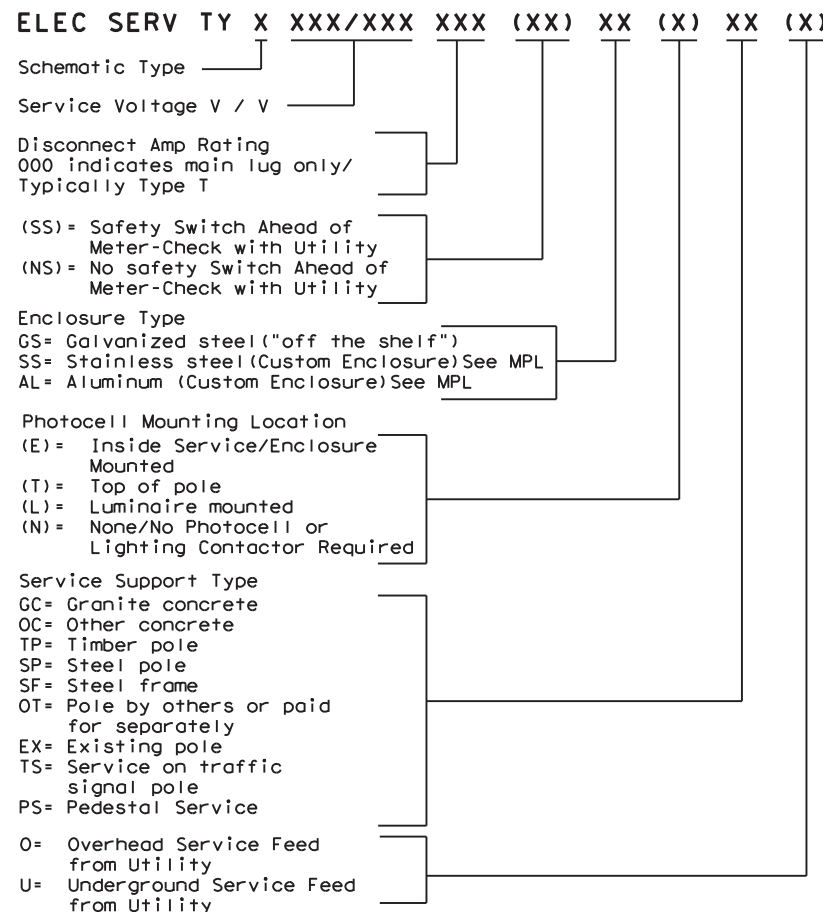 ELEC SERV TY X XXX/XXX XXX (XX) XX (X) XX (X)
Schematic Type
Service Voltage V / V
Disconnect Amp Rating
000 indicates main lug only/
Typically Type T
(SS)= Safety Switch Ahead of
Meter-Check with Utility
(NS)= No safety Switch Ahead of
Meter-Check with Utility
Enclosure Type
GS= Galvanized steel("off the shelf")
SS= Stainless steel(Custom Enclosure)See MPL
AL= Aluminum (Custom Enclosure)See MPL
Photocell Mounting Location
(E)= Inside Service/Enclosure
Mounted
(T)= Top of pole
(L)= Luminaire mounted
(N)= None/No Photocell or
Lighting Contactor Required
Service Support Type
GC= Granite concrete
OC= Other concrete
TP= Timber pole
SP= Steel pole
SF= Steel frame
OT= Pole by others or paid
for separately
EX= Existing pole
TS= Service on traffic
signal pole
PS= Pedestal Service
O= Overhead Service Feed
from Utility
U= Underground Service Feed
from Utility